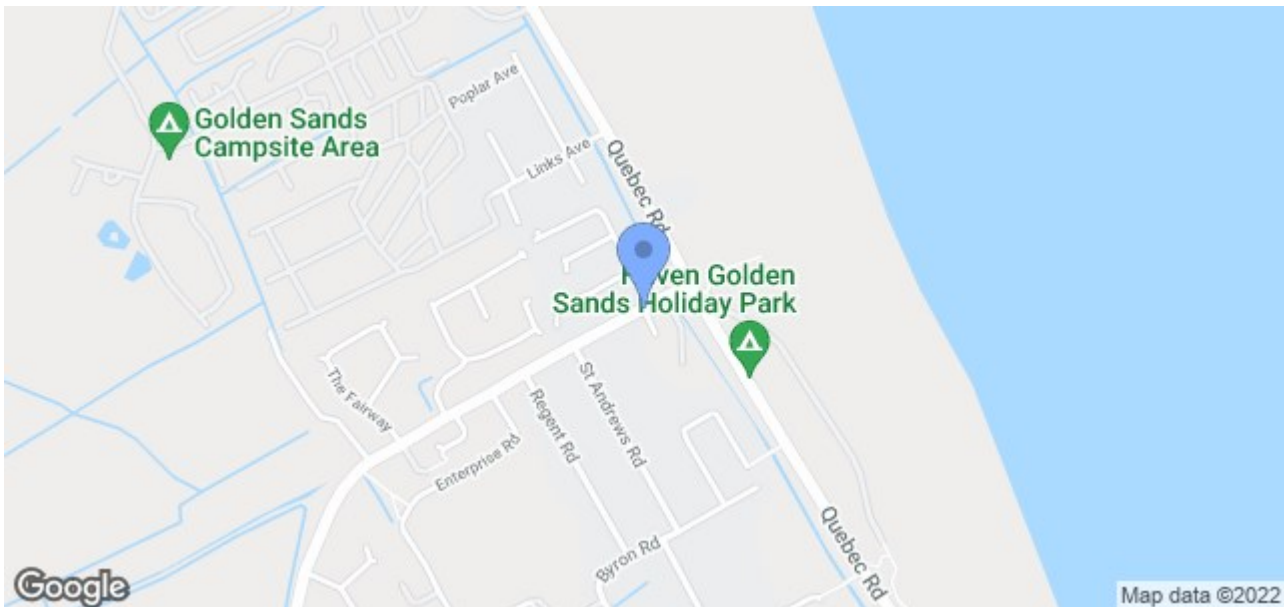 Poplar Ave
Golden Sands
Campsite Area
Links Ave
Quebec Rd
Haven Golden
Sands Holiday Park
The Fairway
St Andrews Rd
Regent Rd
Enterprise Rd
Byron Rd
Quebec Rd
Google
Map data ©2022